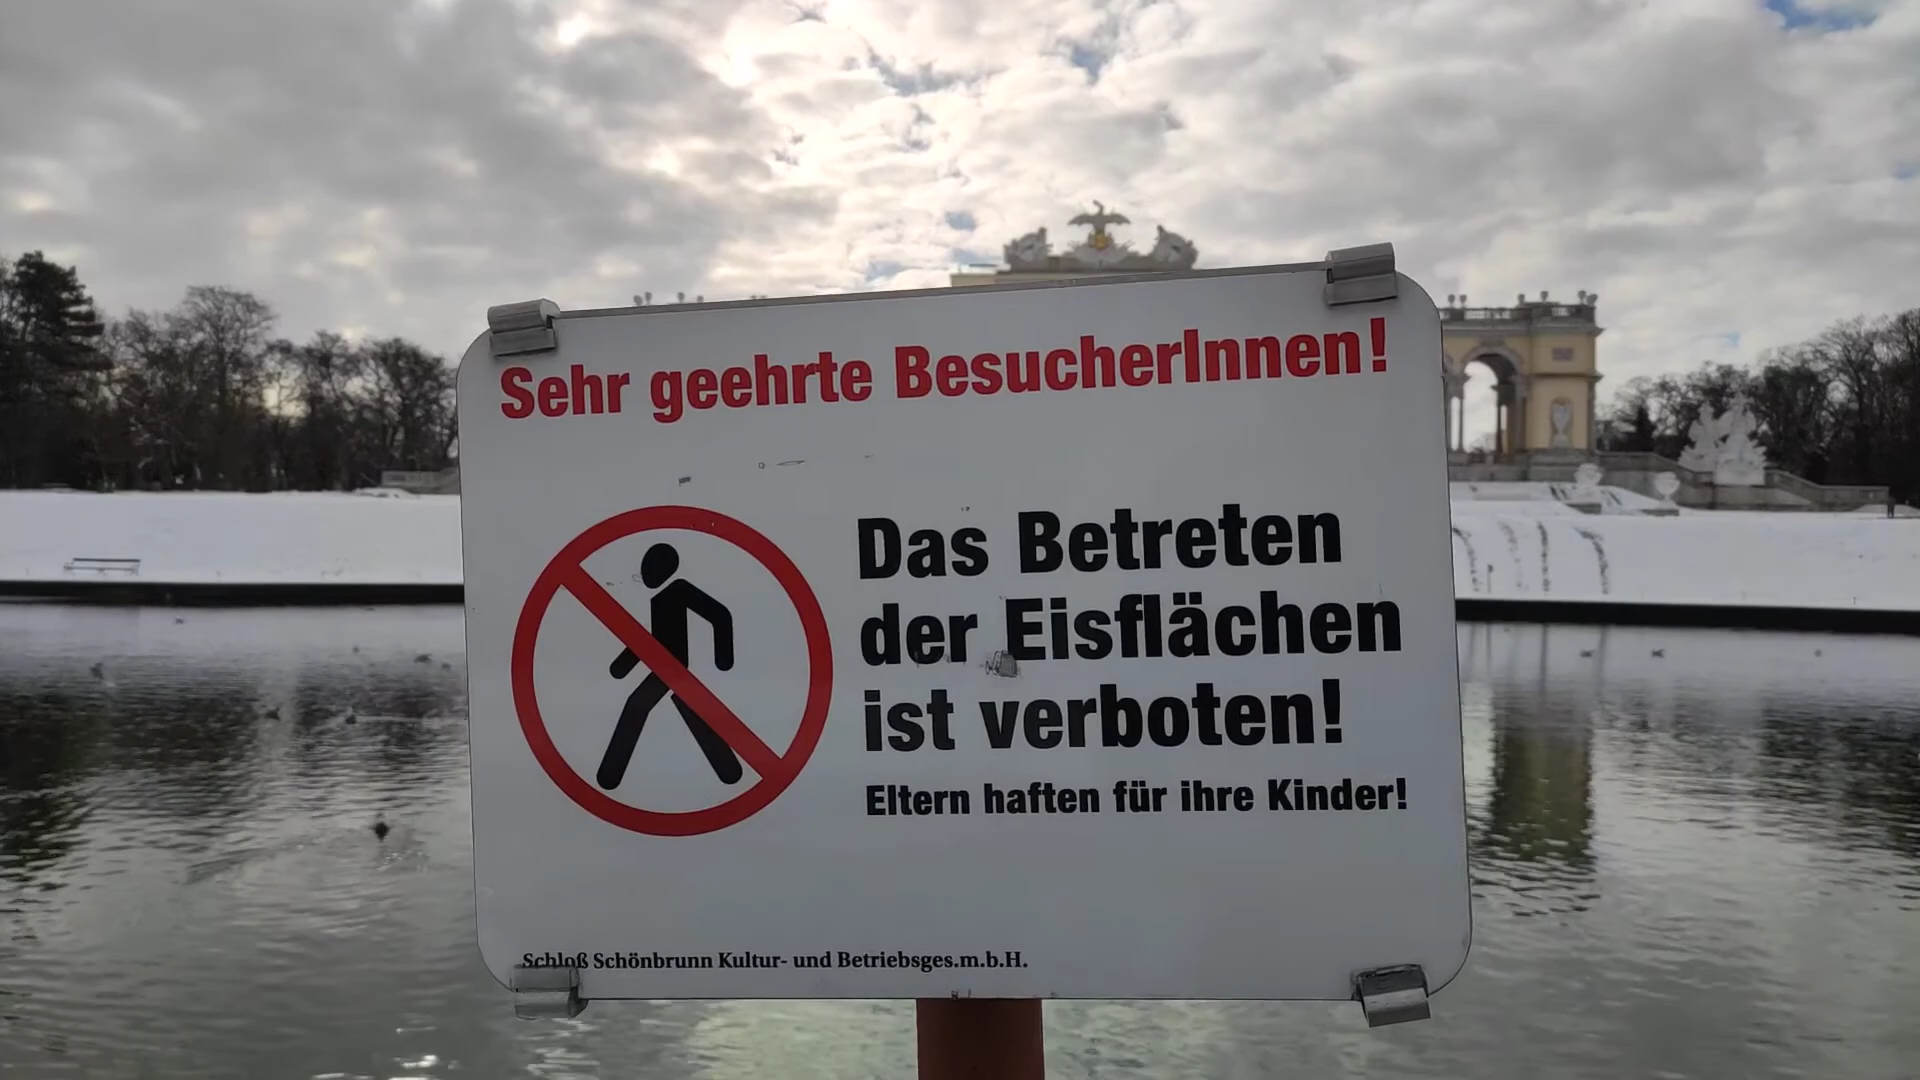 Sehr geehrte BesucherInnen!
Das Betreten
der Eisflächen
ist verboten!
Eltern haften für ihre Kinder!
Schloß Schönbrunn Kultur- und Betriebsges.m.b.H.